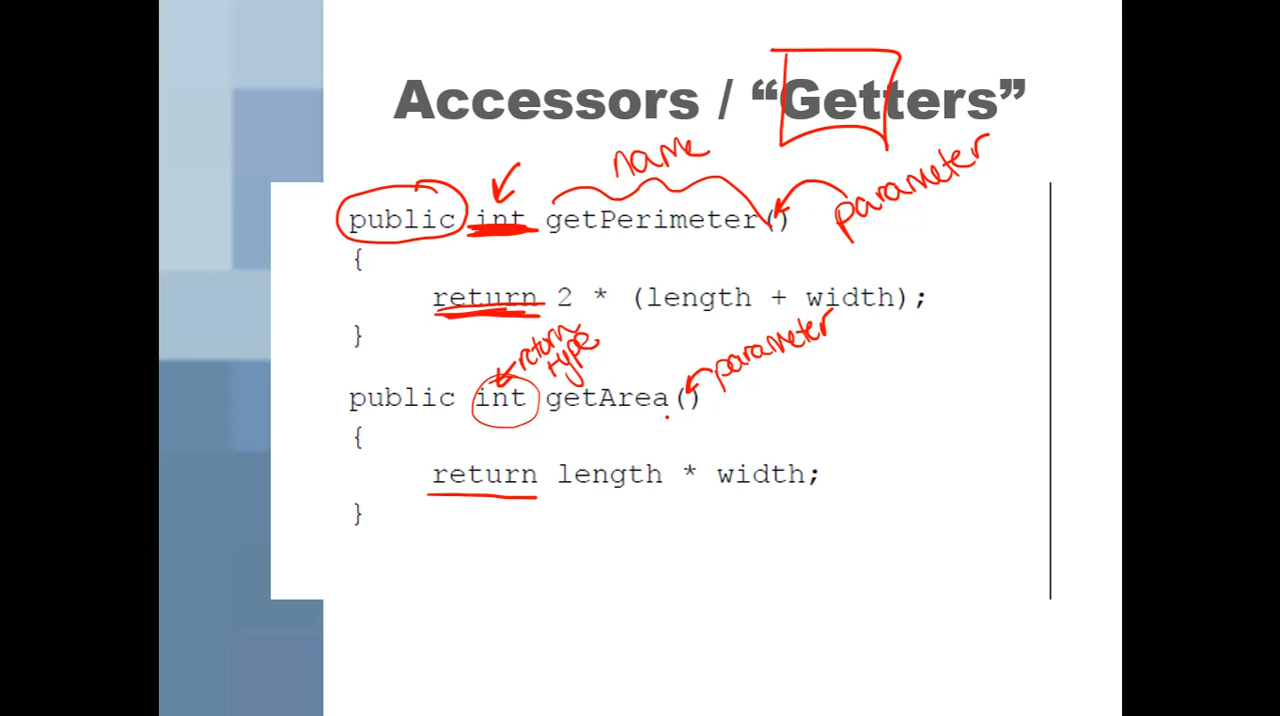 Accessors / “Getters”
name
parameter
public int getPerimeter()
{
return 2 * (length + width);
}
return
type
parameter
public int getArea()
{
return length * width;
}